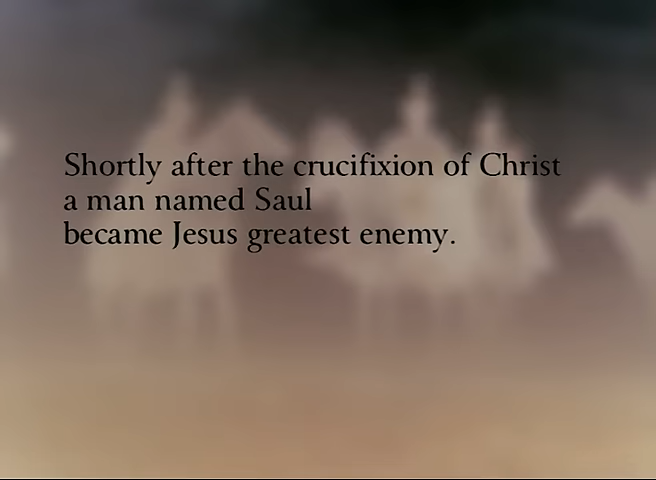 Shortly after the crucifixion of Christ
a man named Saul
became Jesus greatest enemy.